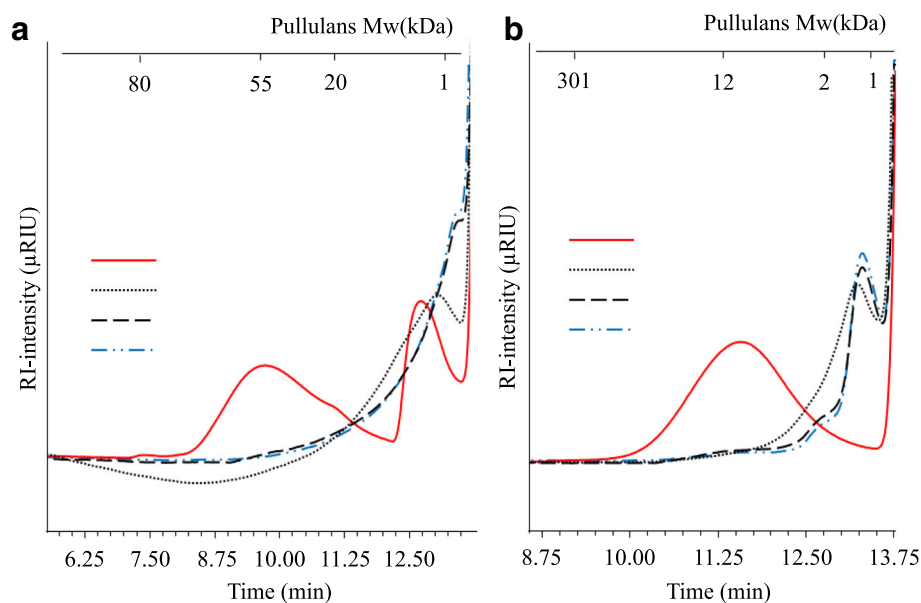 a
Pullulans Mw(kDa)
80 55 20 1
RI-intensity (μRIU)
6.25 7.50 8.75 10.00 11.25 12.50
Time (min)
b
Pullulans Mw(kDa)
301 12 2 1
RI-intensity (μRIU)
8.75 10.00 11.25 12.50 13.75
Time (min)